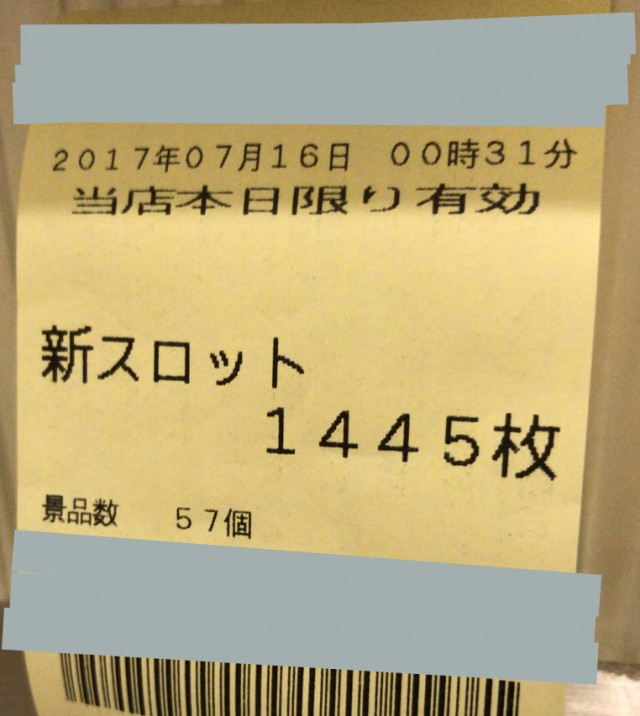 ２０１７年０７月１６日　００時３１分
当店本日限り有効
新スロット
１４４５枚
景品数　５７個